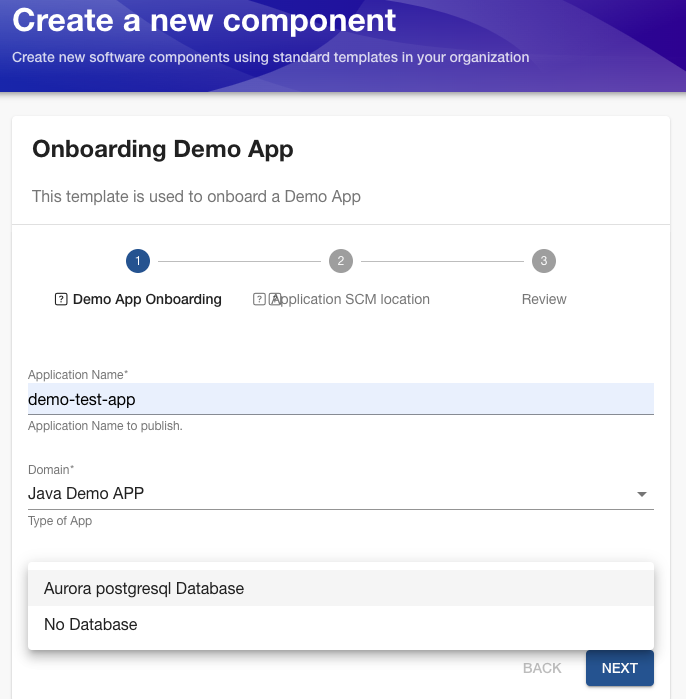 Create a new component
Create new software components using standard templates in your organization
Onboarding Demo App
This template is used to onboard a Demo App
1
2
3
? Demo App Onboarding
? Application SCM location
Review
Application Name*
demo-test-app
Application Name to publish.
Domain*
Java Demo APP
Type of App
Aurora postgresql Database
No Database
BACK
NEXT